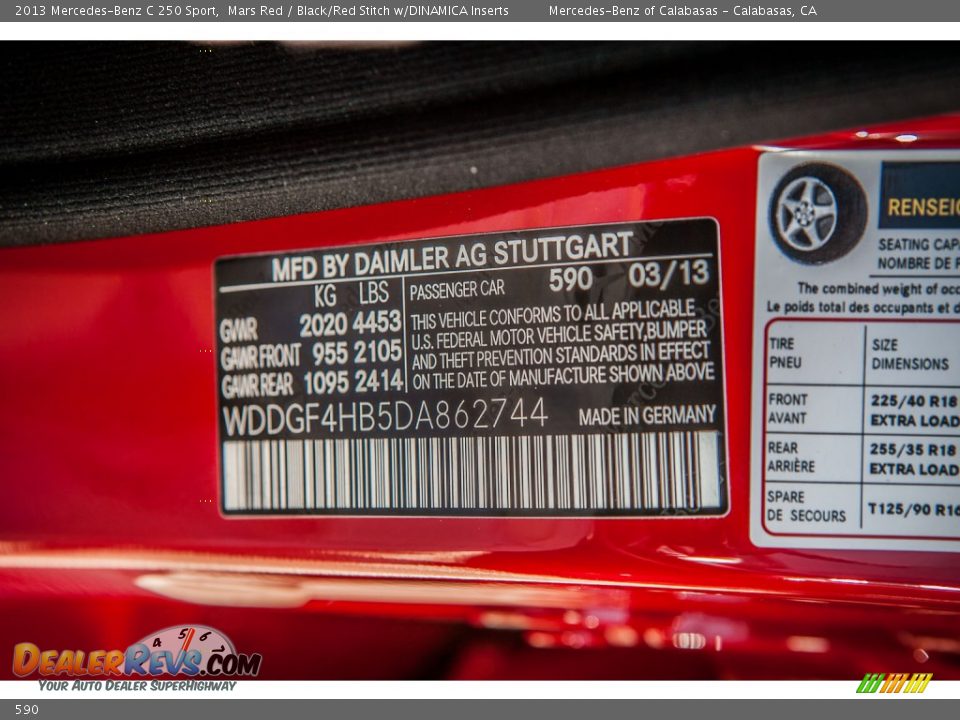 2013 Mercedes-Benz C 250 Sport,  Mars Red / Black/Red Stitch w/DINAMICA Inserts     Mercedes-Benz of Calabasas - Calabasas, CA
MFD BY DAIMLER AG STUTTGART
KG LBS PASSENGER CAR 590 03/13
GVWR 2020 4453
GAWR FRONT 955 2105
GAWR REAR 1095 2414
THIS VEHICLE CONFORMS TO ALL APPLICABLE
U.S. FEDERAL MOTOR VEHICLE SAFETY,BUMPER
AND THEFT PREVENTION STANDARDS IN EFFECT
ON THE DATE OF MANUFACTURE SHOWN ABOVE
WDDGF4HB5DA862744 MADE IN GERMANY
RENSEIG
SEATING CAP
NOMBRE DE P
The combined weight of occ
Le poids total des occupants et d
TIRE SIZE
PNEU DIMENSIONS
FRONT 225/40 R18
AVANT EXTRA LOAD
REAR 255/35 R18
ARRIÈRE EXTRA LOAD
SPARE
DE SECOURS T125/90 R16
4 5 6
DEALERREVS.COM
YOUR AUTO DEALER SUPERHIGHWAY
590